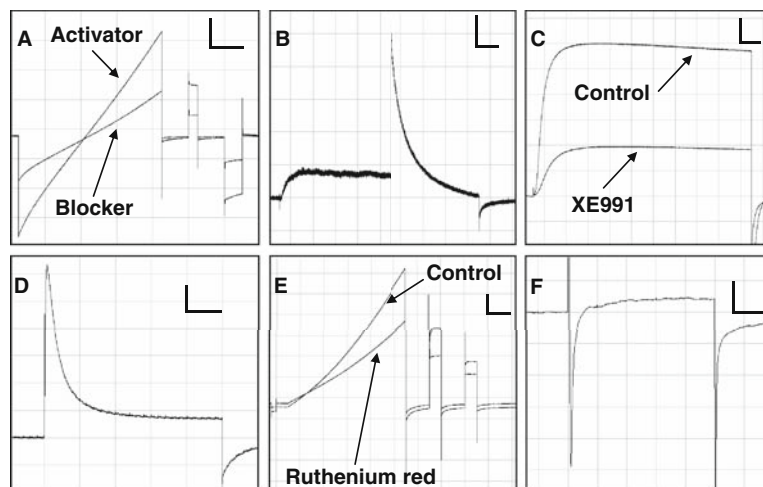 A
Activator
Blocker
B
C
Control
XE991
D
E
Control
Ruthenium red
F